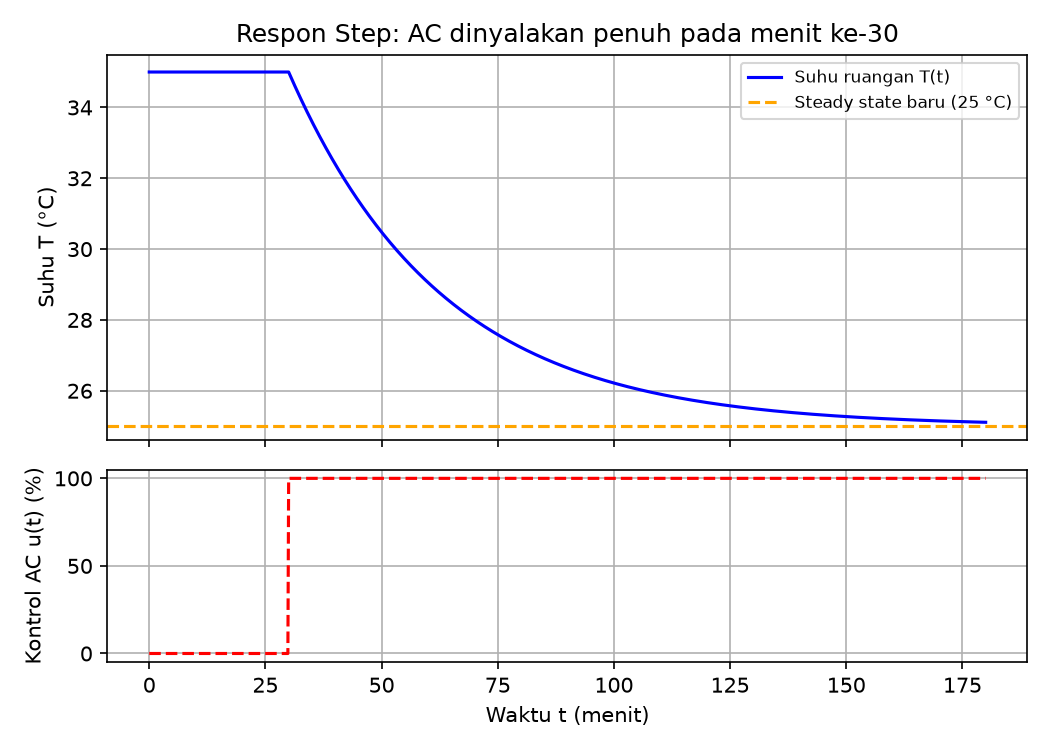 Respon Step: AC dinyalakan penuh pada menit ke-30
Suhu ruangan T(t)
Steady state baru (25 °C)
Suhu T (°C)
34
32
30
28
26
Kontrol AC u(t) (%)
100
50
0
0 25 50 75 100 125 150 175
Waktu t (menit)